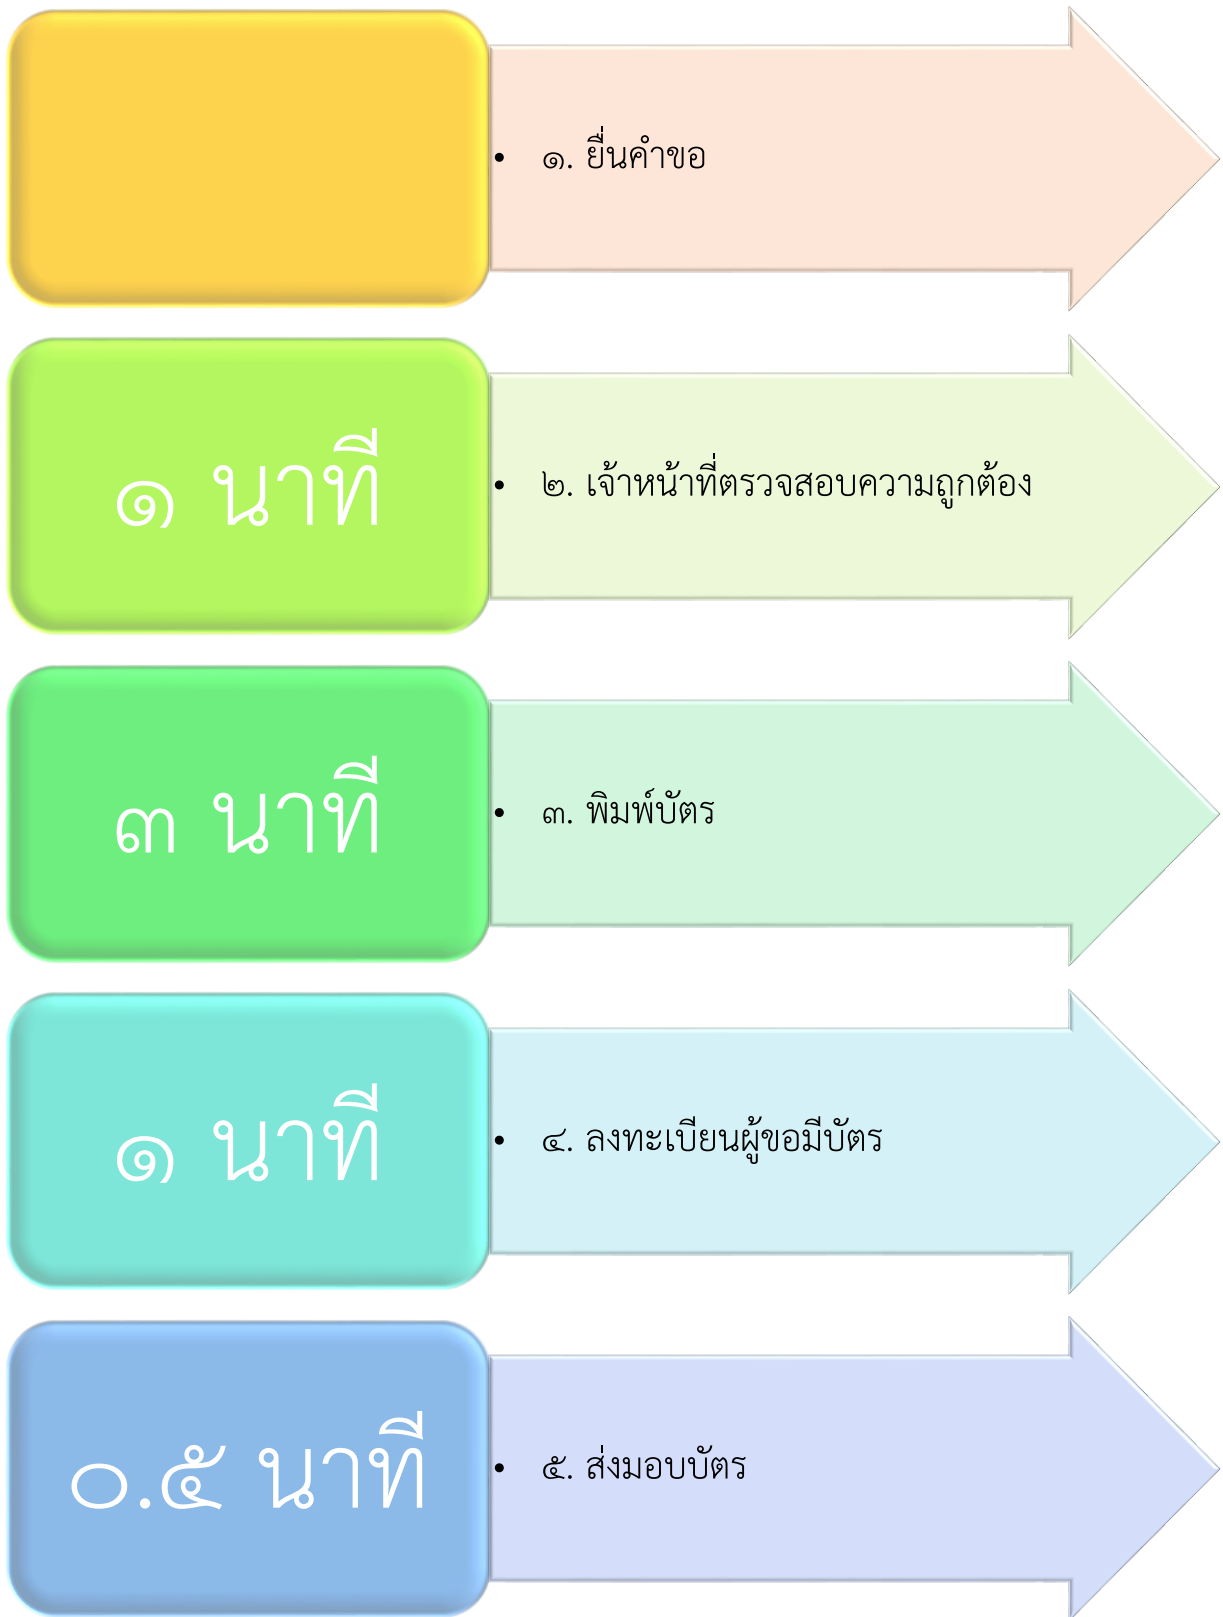 • ๑. ยื่นคำขอ
๑ นาที
• ๒. เจ้าหน้าที่ตรวจสอบความถูกต้อง
๓ นาที
• ๓. พิมพ์บัตร
๑ นาที
• ๔. ลงทะเบียนผู้ขอมีบัตร
๐.๕ นาที
• ๕. ส่งมอบบัตร